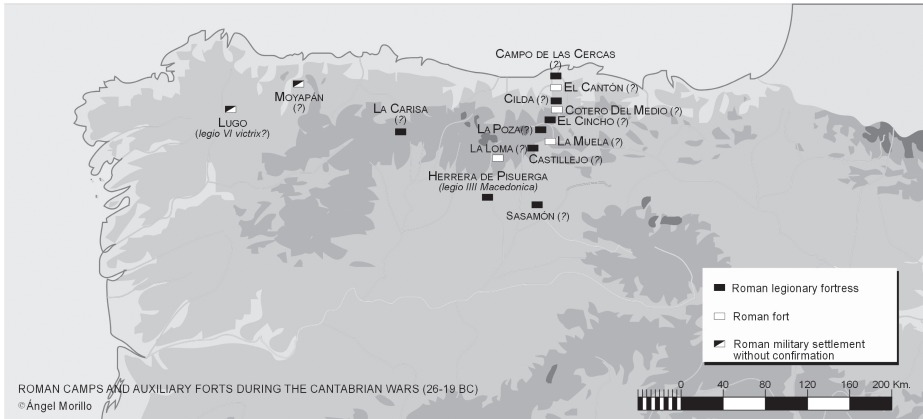 CAMPO DE LAS CERCAS
(?)
EL CANTÓN (?)
MOYAPÁN
(?)
CILDA (?)
COTERO DEL MEDIO (?)
LA CARISA
(?)
LUGO
(legio VI victrix?)
EL CINCHO (?)
LA POZA(?)
LA MUELA (?)
LA LOMA (?)
CASTILLEJO (?)
HERRERA DE PISUERGA
(legio IIII Macedonica)
SASAMÓN (?)
Roman legionary fortress
Roman fort
Roman military settlement
without confirmation
ROMAN CAMPS AND AUXILIARY FORTS DURING THE CANTABRIAN WARS (26-19 BC)
©Ángel Morillo
0 40 80 120 160 200 Km.